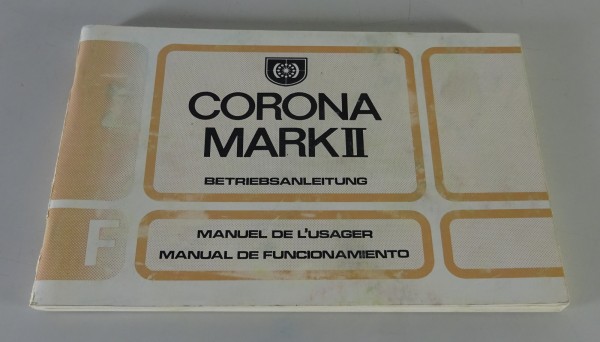 CORONA
MARK II
BETRIEBSANLEITUNG
F
MANUEL DE L'USAGER
MANUAL DE FUNCIONAMIENTO